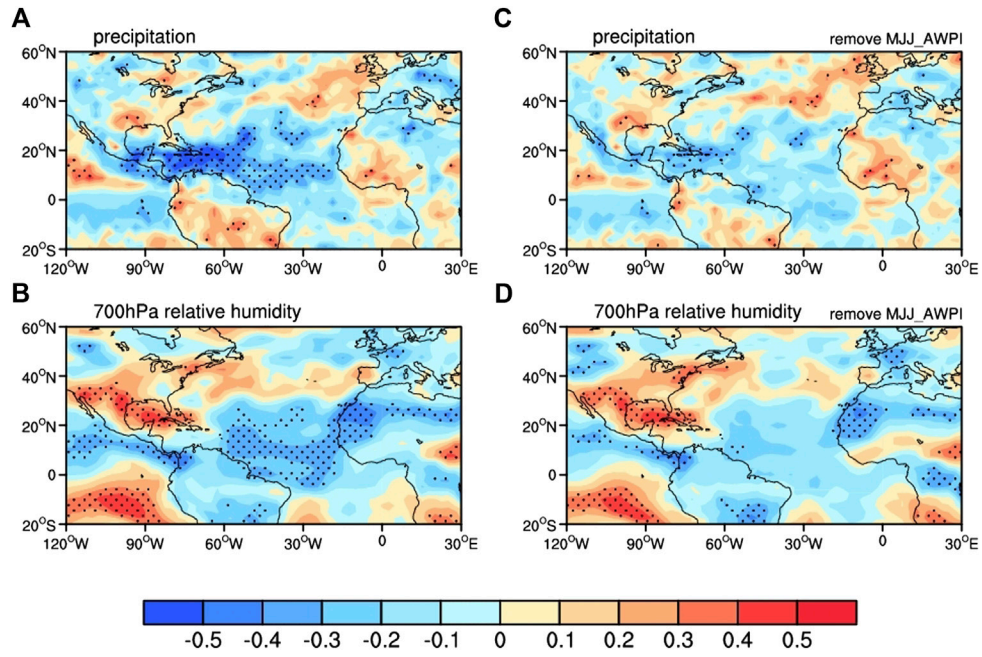 A
precipitation
60°N
40°N
20°N
0
20°S
120°W 90°W 60°W 30°W 0 30°E
C
precipitation remove MJJ_AWPI
60°N
40°N
20°N
0
20°S
120°W 90°W 60°W 30°W 0 30°E
B
700hPa relative humidity
60°N
40°N
20°N
0
20°S
120°W 90°W 60°W 30°W 0 30°E
D
700hPa relative humidity remove MJJ_AWPI
60°N
40°N
20°N
0
20°S
120°W 90°W 60°W 30°W 0 30°E
-0.5 -0.4 -0.3 -0.2 -0.1 0 0.1 0.2 0.3 0.4 0.5